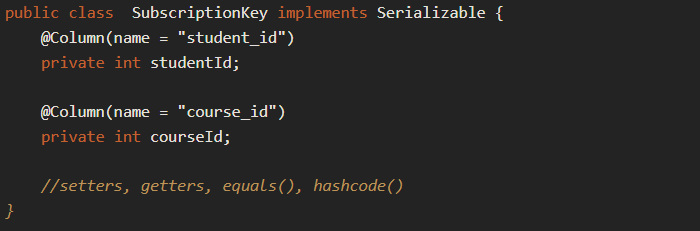 public class  SubscriptionKey implements Serializable {
    @Column(name = "student_id")
    private int studentId;

    @Column(name = "course_id")
    private int courseId;

    //setters, getters, equals(), hashcode()
}